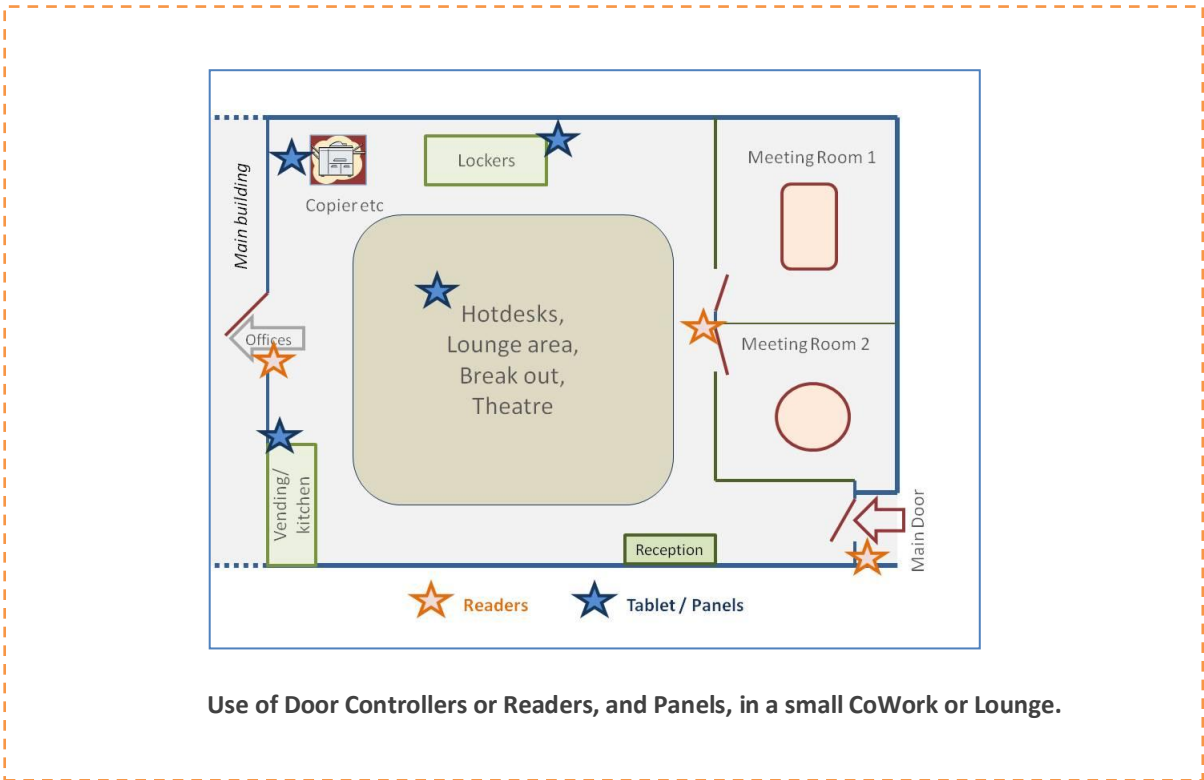 Main building
Copier etc
Lockers
Meeting Room 1
Offices
Hotdesks,
Lounge area,
Break out,
Theatre
Meeting Room 2
Vending/
kitchen
Reception
Main Door
Readers
Tablet / Panels
Use of Door Controllers or Readers, and Panels, in a small CoWork or Lounge.